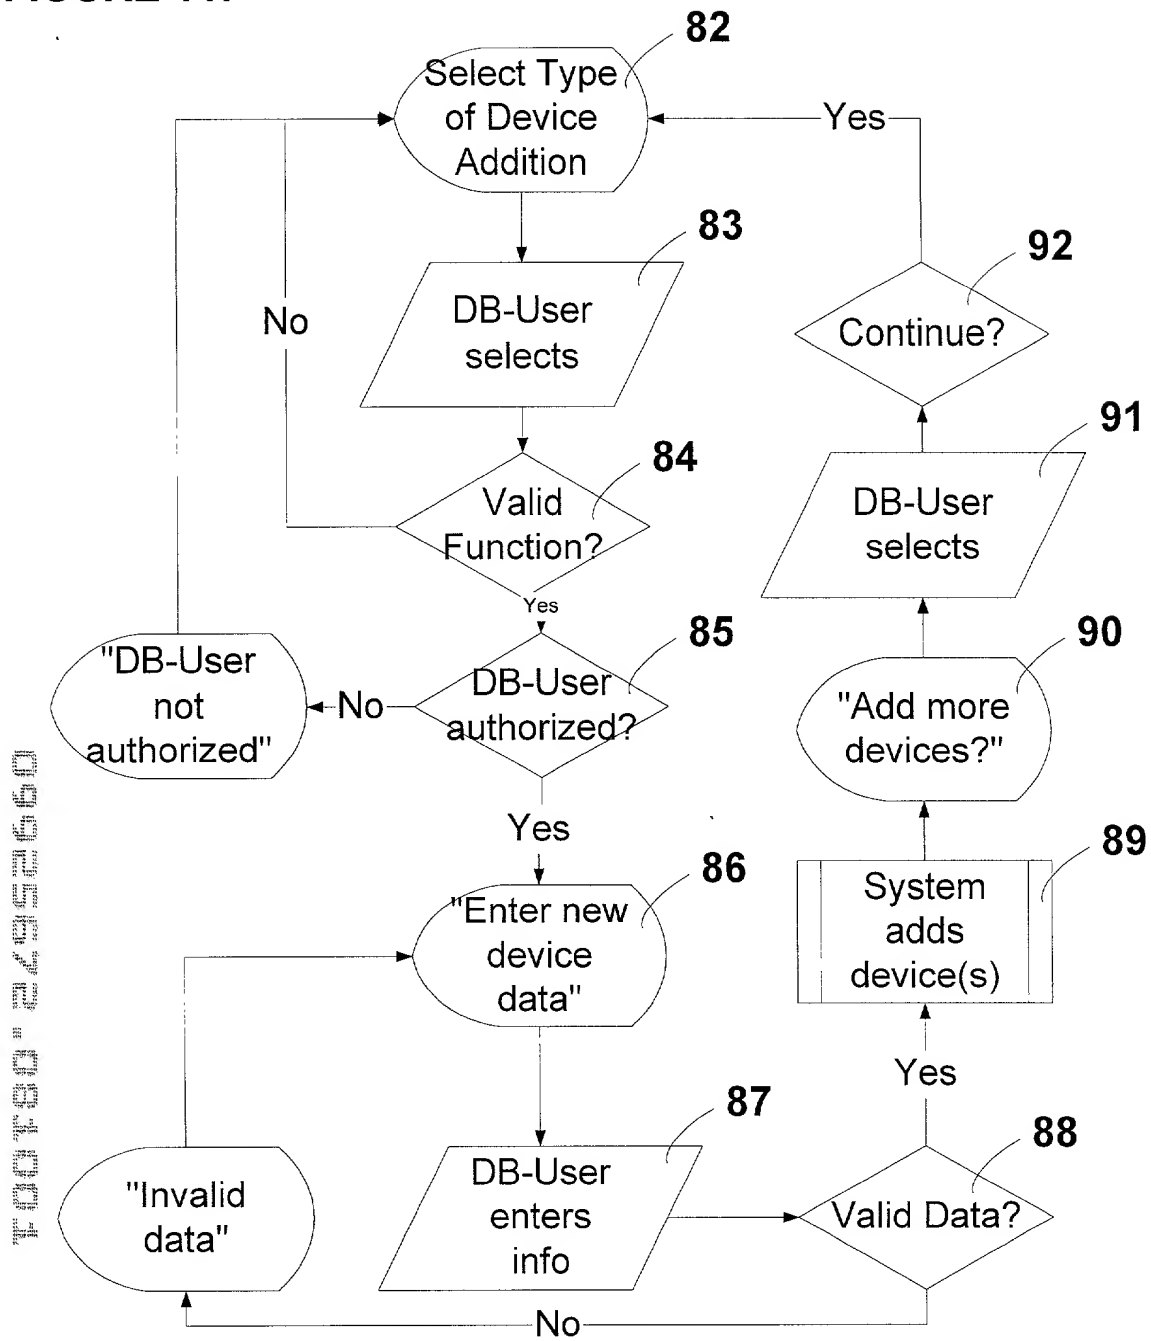 82
Select Type
of Device
Addition
Yes
83
DB-User
selects
92
Continue?
No
84
Valid
Function?
Yes
91
DB-User
selects
85
DB-User
authorized?
No
"DB-User
not
authorized"
90
"Add more
devices?"
Yes
86
"Enter new
device
data"
89
System
adds
device(s)
Yes
87
DB-User
enters
info
88
Valid Data?
"Invalid
data"
No